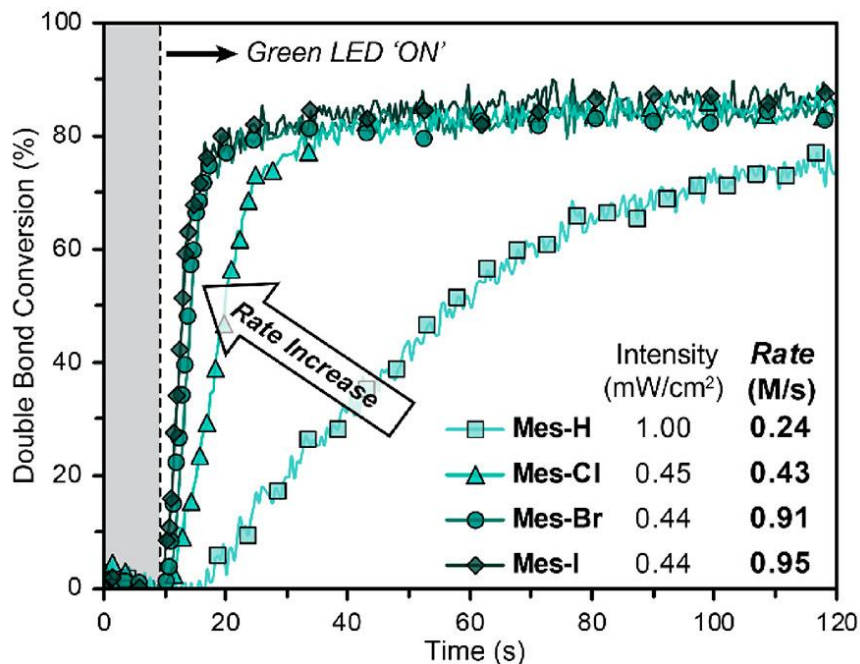 Green LED 'ON'
Double Bond Conversion (%)
100
80
60
40
20
0
Rate Increase
Intensity Rate
(mW/cm²) (M/s)
Mes-H 1.00 0.24
Mes-Cl 0.45 0.43
Mes-Br 0.44 0.91
Mes-I 0.44 0.95
0 20 40 60 80 100 120
Time (s)